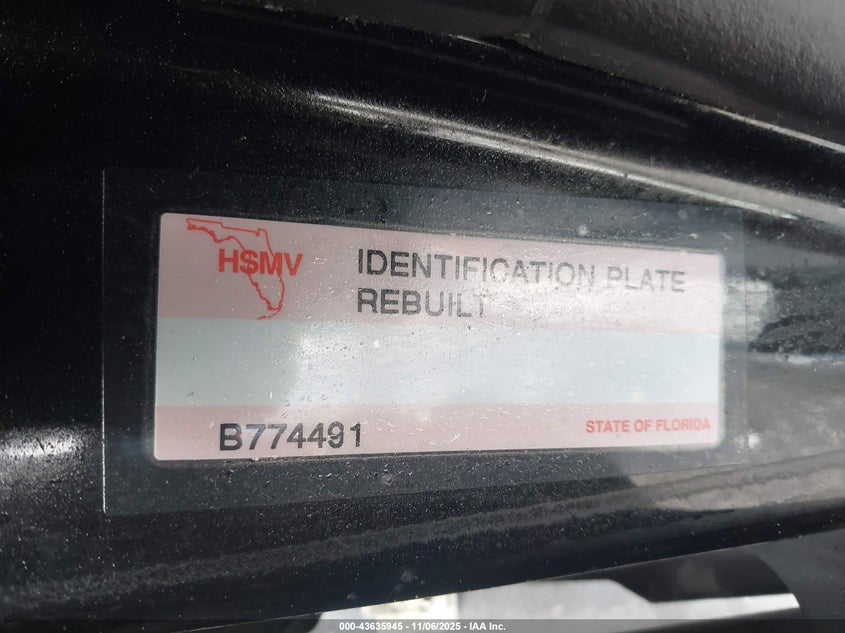 HSMV
IDENTIFICATION PLATE
REBUILT
B774491
STATE OF FLORIDA
000-43635945 - 11/06/2025 - © IAA Inc.